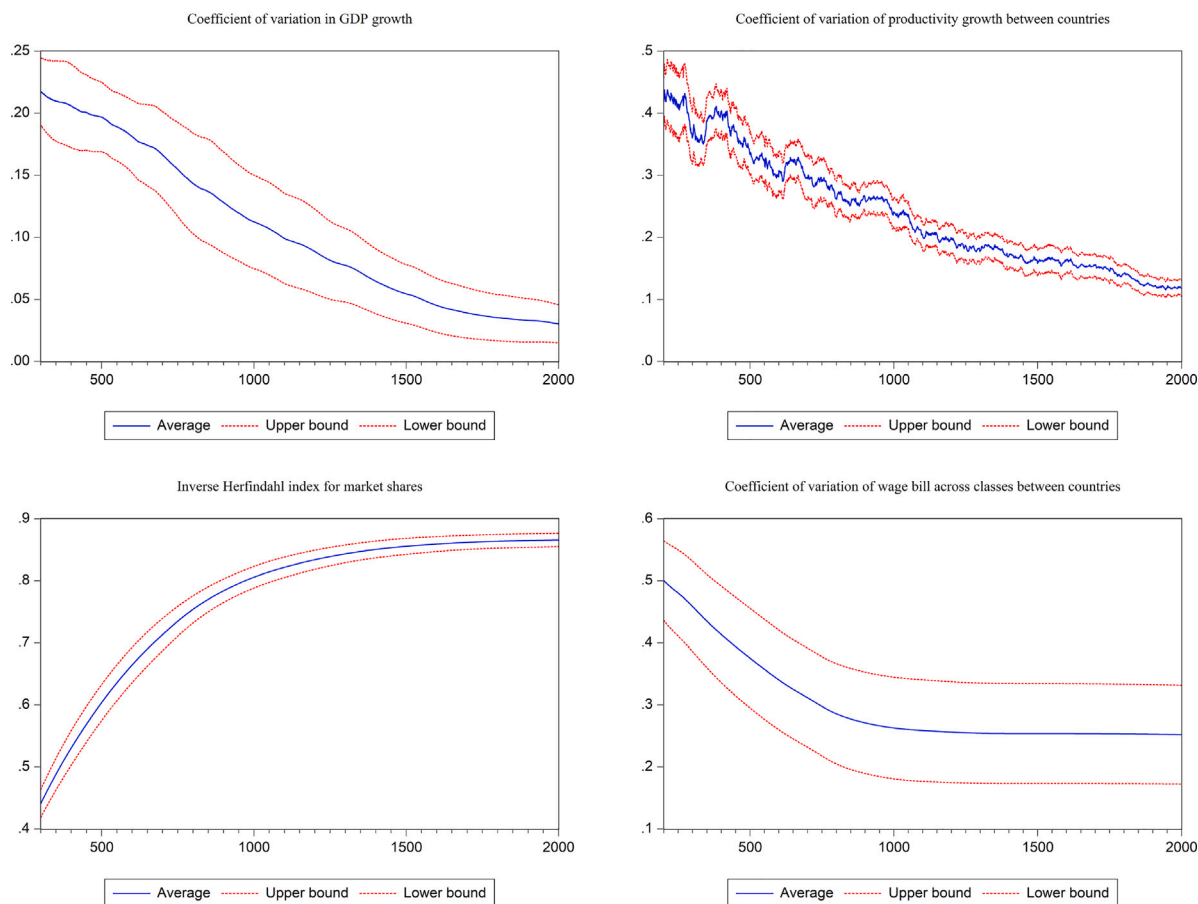 Coefficient of variation in GDP growth
.25
.20
.15
.10
.05
.00
500 1000 1500 2000
Average Upper bound Lower bound
Coefficient of variation of productivity growth between countries
.5
.4
.3
.2
.1
.0
500 1000 1500 2000
Average Upper bound Lower bound
Inverse Herfindahl index for market shares
.9
.8
.7
.6
.5
.4
500 1000 1500 2000
Average Upper bound Lower bound
Coefficient of variation of wage bill across classes between countries
.6
.5
.4
.3
.2
.1
500 1000 1500 2000
Average Upper bound Lower bound